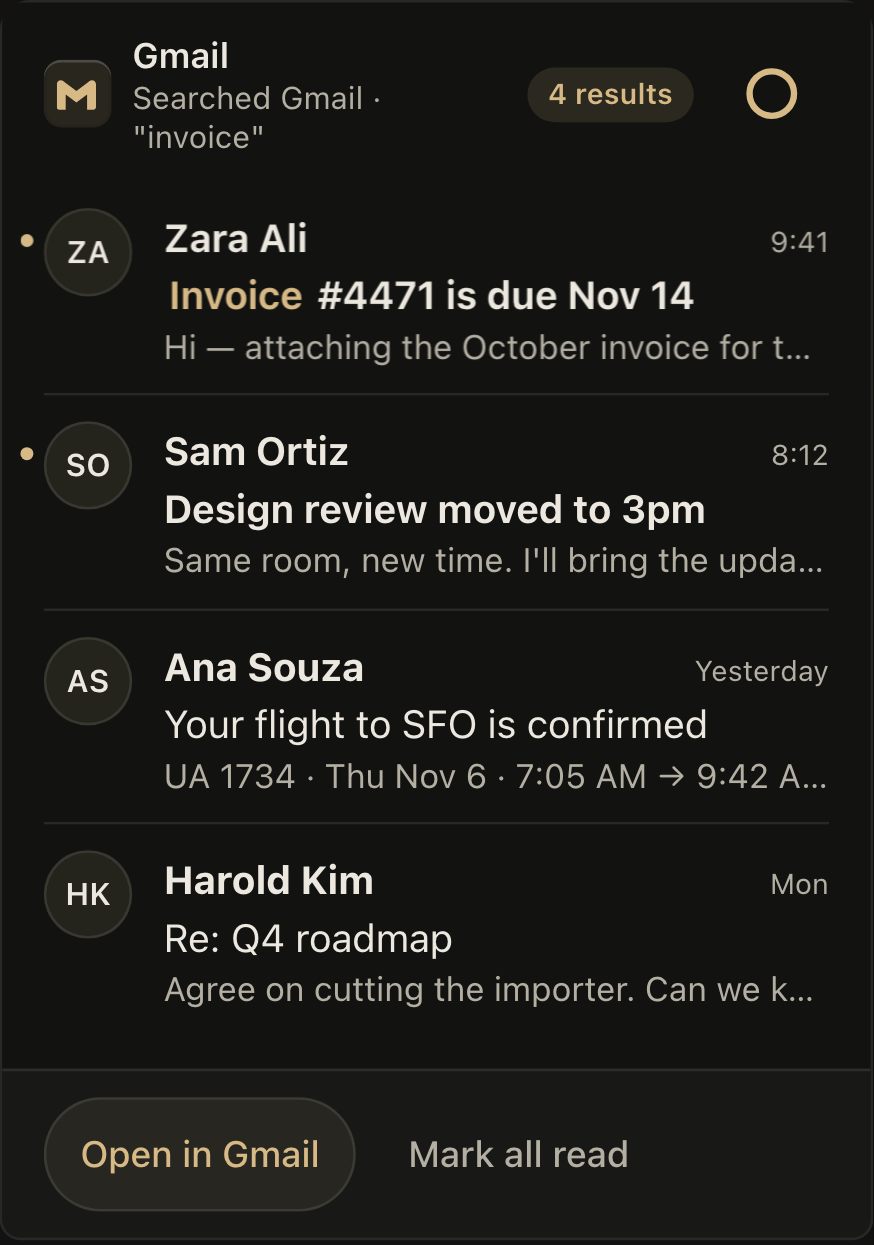 Gmail
Searched Gmail ·
"invoice"
4 results
ZA
Zara Ali
9:41
Invoice #4471 is due Nov 14
Hi — attaching the October invoice for t...
SO
Sam Ortiz
8:12
Design review moved to 3pm
Same room, new time. I'll bring the upda...
AS
Ana Souza
Yesterday
Your flight to SFO is confirmed
UA 1734 · Thu Nov 6 · 7:05 AM → 9:42 A...
HK
Harold Kim
Mon
Re: Q4 roadmap
Agree on cutting the importer. Can we k...
Open in Gmail
Mark all read